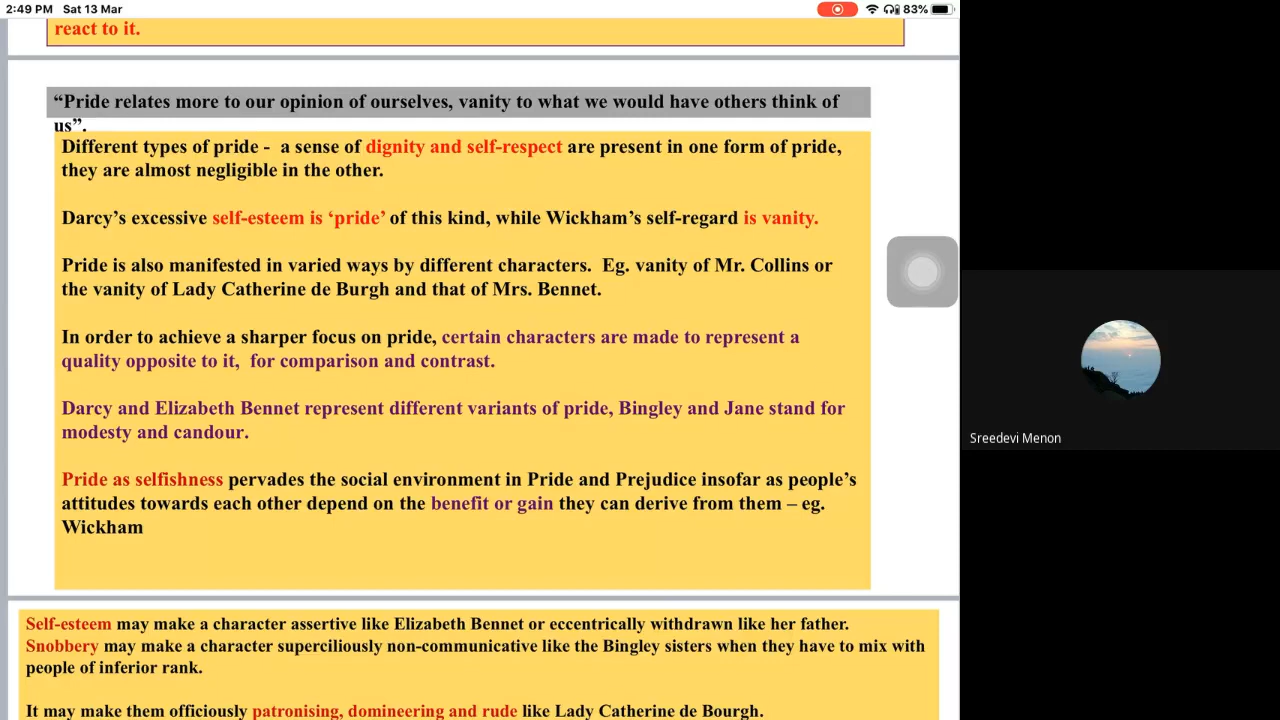 2:49 PM Sat 13 Mar 83%
react to it.
“Pride relates more to our opinion of ourselves, vanity to what we would have others think of
us”.
Different types of pride - a sense of dignity and self-respect are present in one form of pride,
they are almost negligible in the other.
Darcy’s excessive self-esteem is ‘pride’ of this kind, while Wickham’s self-regard is vanity.
Pride is also manifested in varied ways by different characters. Eg. vanity of Mr. Collins or
the vanity of Lady Catherine de Burgh and that of Mrs. Bennet.
In order to achieve a sharper focus on pride, certain characters are made to represent a
quality opposite to it, for comparison and contrast.
Darcy and Elizabeth Bennet represent different variants of pride, Bingley and Jane stand for
modesty and candour.
Pride as selfishness pervades the social environment in Pride and Prejudice insofar as people’s
attitudes towards each other depend on the benefit or gain they can derive from them – eg.
Wickham
Self-esteem may make a character assertive like Elizabeth Bennet or eccentrically withdrawn like her father.
Snobbery may make a character superciliously non-communicative like the Bingley sisters when they have to mix with
people of inferior rank.
It may make them officiously patronising, domineering and rude like Lady Catherine de Bourgh.
Sreedevi Menon